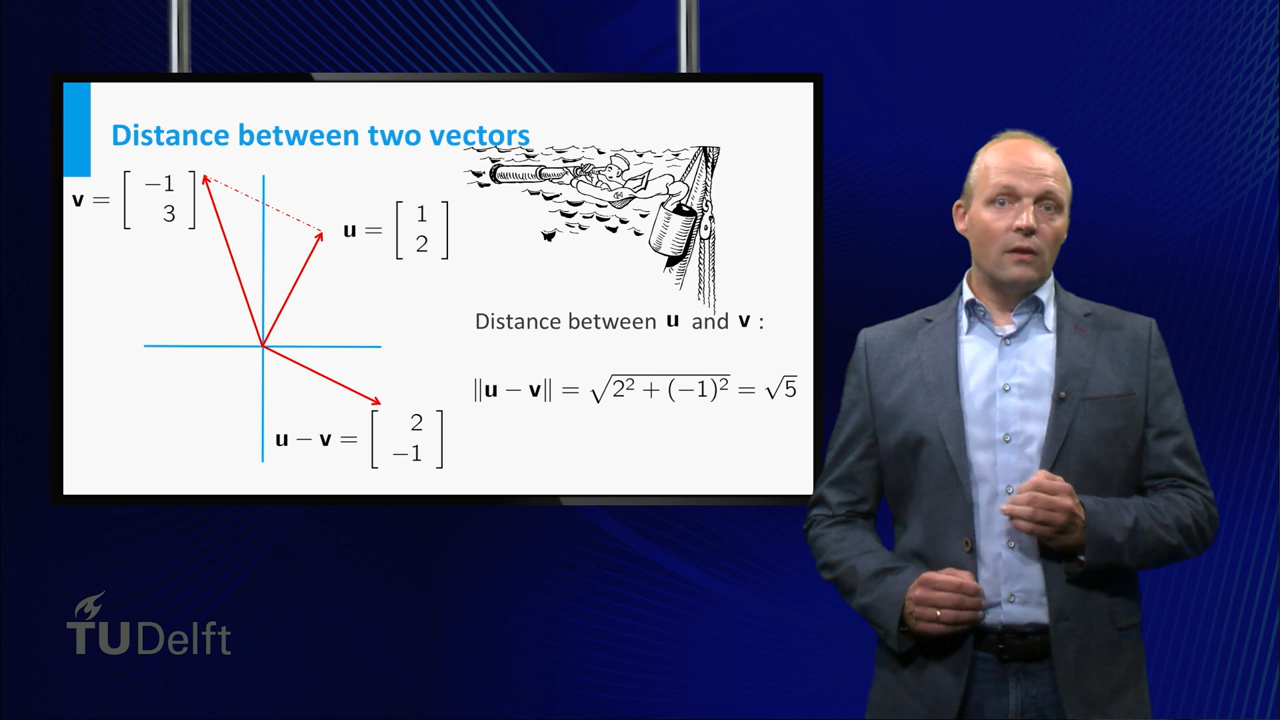 Distance between two vectors
v = [ −1
3 ]
u = [ 1
2 ]
Distance between u and v :
‖u − v‖ = √(2² + (−1)²) = √5
u − v = [ 2
−1 ]
TUDelft